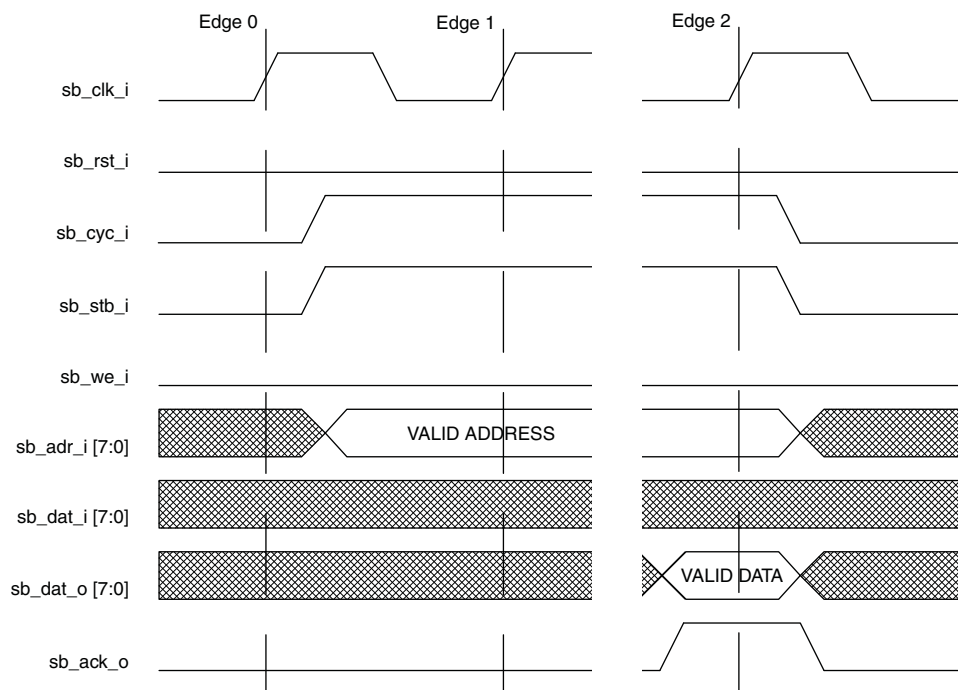 Edge 0 Edge 1 Edge 2
sb_clk_i
sb_rst_i
sb_cyc_i
sb_stb_i
sb_we_i
sb_adr_i [7:0] VALID ADDRESS
sb_dat_i [7:0]
sb_dat_o [7:0] VALID DATA
sb_ack_o